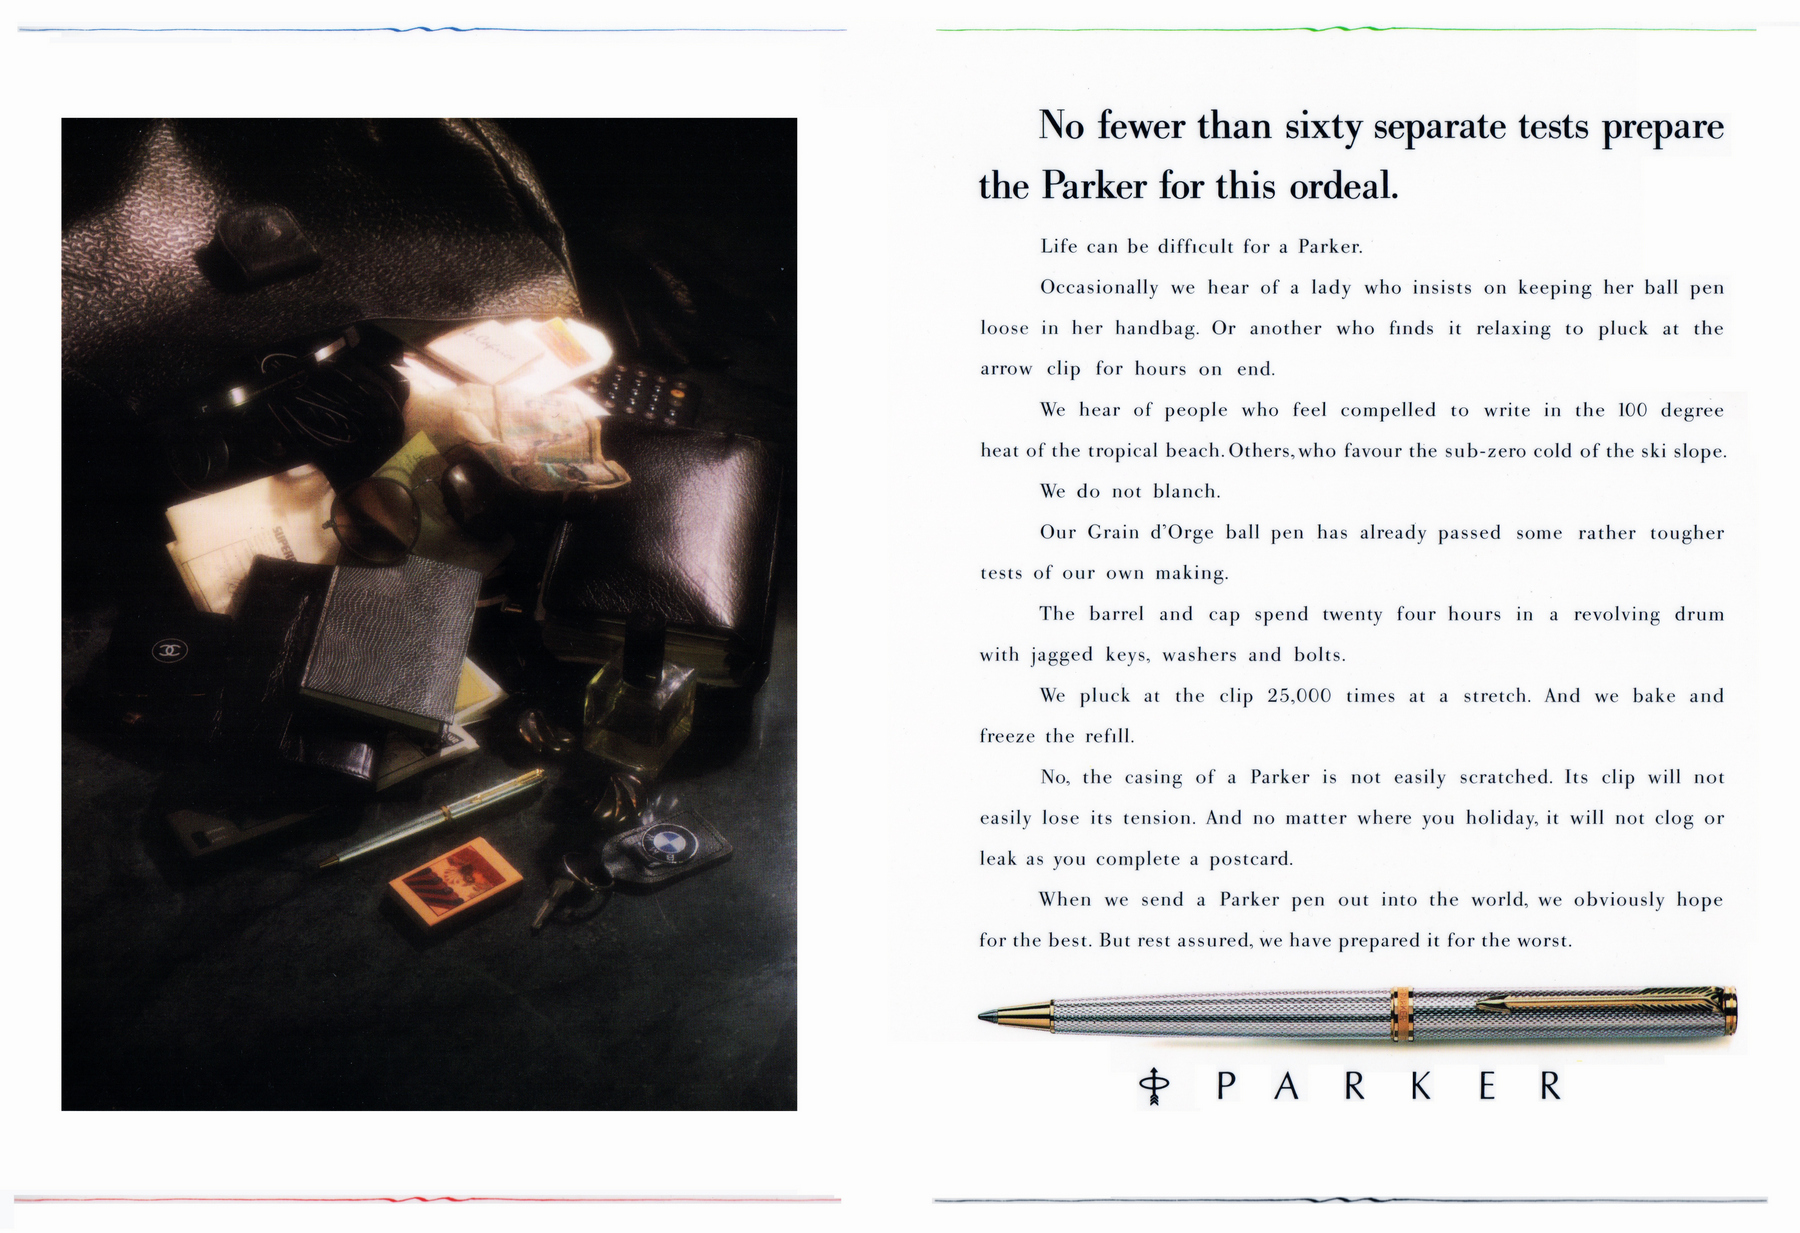 No fewer than sixty separate tests prepare
the Parker for this ordeal.
Life can be difficult for a Parker.
Occasionally we hear of a lady who insists on keeping her ball pen
loose in her handbag. Or another who finds it relaxing to pluck at the
arrow clip for hours on end.
We hear of people who feel compelled to write in the 100 degree
heat of the tropical beach. Others, who favour the sub-zero cold of the ski slope.
We do not blanch.
Our Grain d'Orge ball pen has already passed some rather tougher
tests of our own making.
The barrel and cap spend twenty four hours in a revolving drum
with jagged keys, washers and bolts.
We pluck at the clip 25,000 times at a stretch. And we bake and
freeze the refill.
No, the casing of a Parker is not easily scratched. Its clip will not
easily lose its tension. And no matter where you holiday, it will not clog or
leak as you complete a postcard.
When we send a Parker pen out into the world, we obviously hope
for the best. But rest assured, we have prepared it for the worst.
PARKER